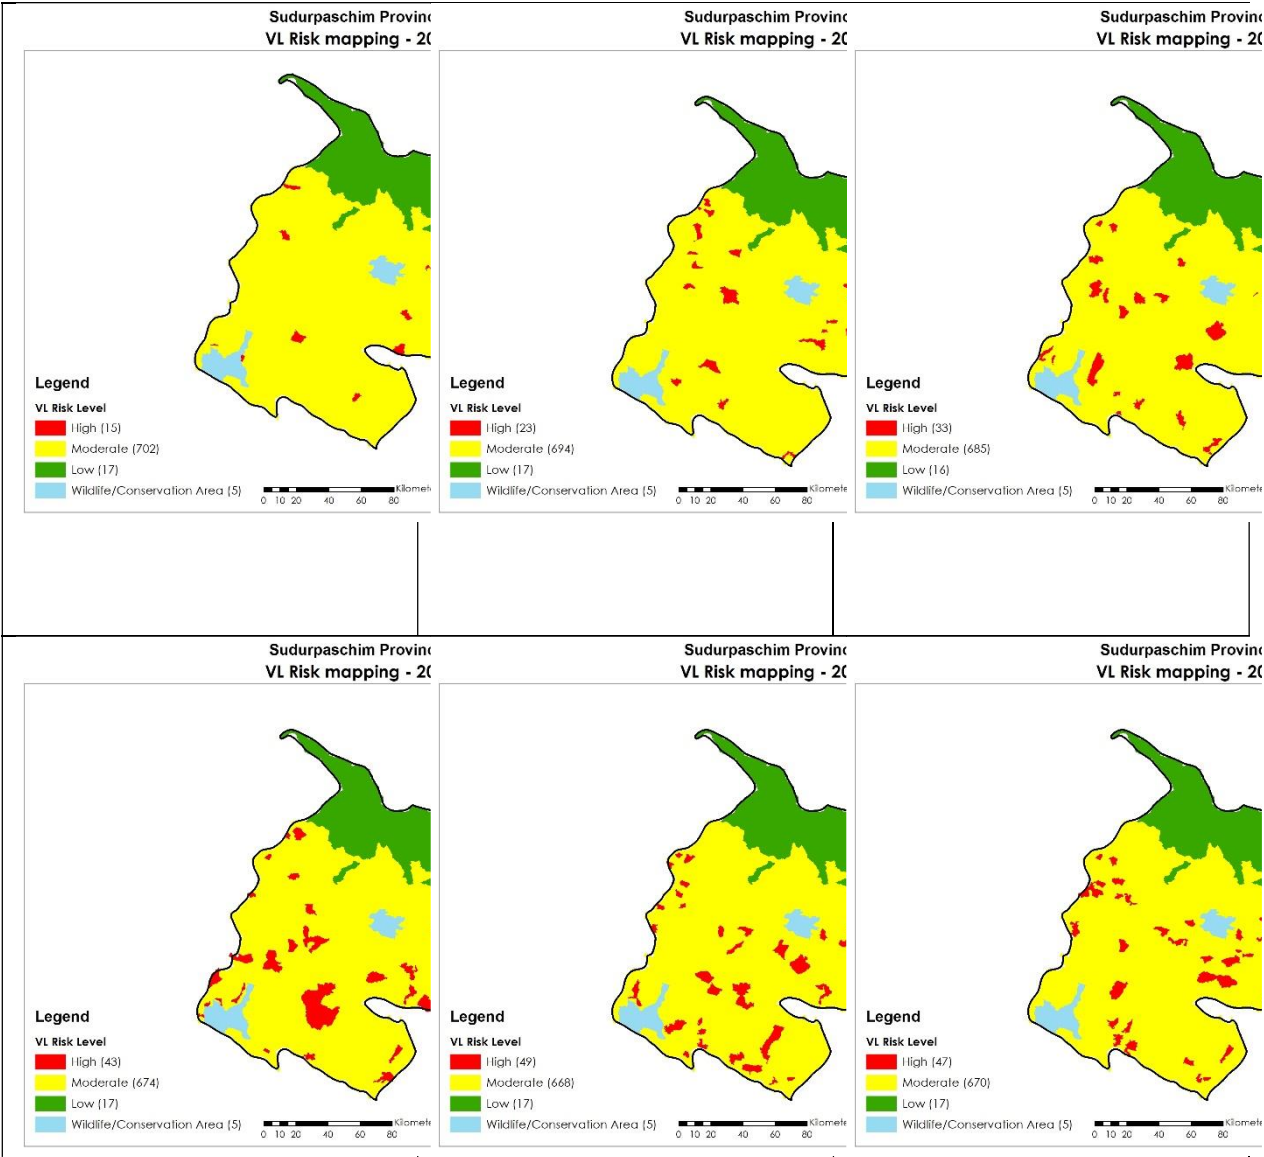 Sudurpaschim Provinc
VL Risk mapping - 20
Legend
VL Risk Level
High (15)
Moderate (702)
Low (17)
Wildlife/Conservation Area (5)
0 10 20 40 60 80
Kilomete
Sudurpaschim Provinc
VL Risk mapping - 20
Legend
VL Risk Level
High (23)
Moderate (694)
Low (17)
Wildlife/Conservation Area (5)
0 10 20 40 60 80
Kilomete
Sudurpaschim Provinc
VL Risk mapping - 20
Legend
VL Risk Level
High (33)
Moderate (685)
Low (16)
Wildlife/Conservation Area (5)
0 10 20 40 60 80
Kilomete
Sudurpaschim Provinc
VL Risk mapping - 20
Legend
VL Risk Level
High (43)
Moderate (674)
Low (17)
Wildlife/Conservation Area (5)
0 10 20 40 60 80
Kilomete
Sudurpaschim Provinc
VL Risk mapping - 20
Legend
VL Risk Level
High (49)
Moderate (668)
Low (17)
Wildlife/Conservation Area (5)
0 10 20 40 60 80
Kilomete
Sudurpaschim Provinc
VL Risk mapping - 20
Legend
VL Risk Level
High (47)
Moderate (670)
Low (17)
Wildlife/Conservation Area (5)
0 10 20 40 60 80
Kilomete